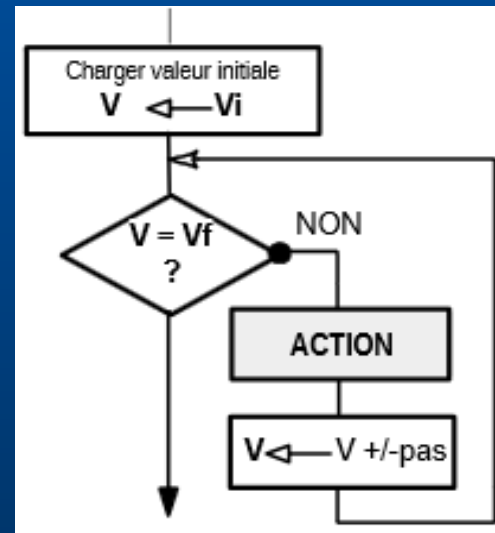 Charger valeur initiale
V ← Vi
V = Vf
?
NON
ACTION
V ← V +/-pas